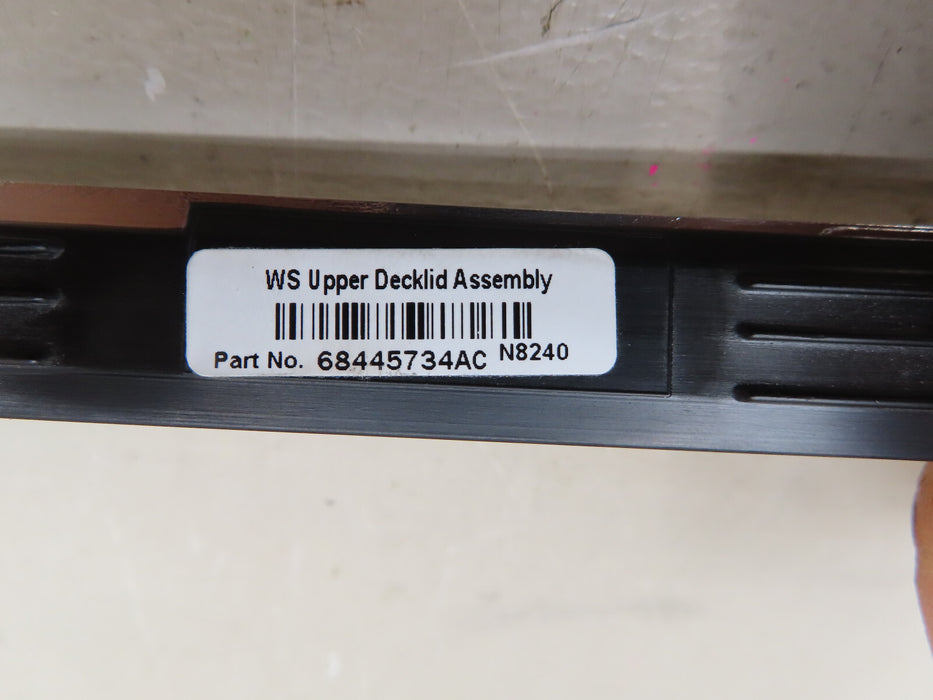 WS Upper Decklid Assembly
Part No. 68445734AC N8240